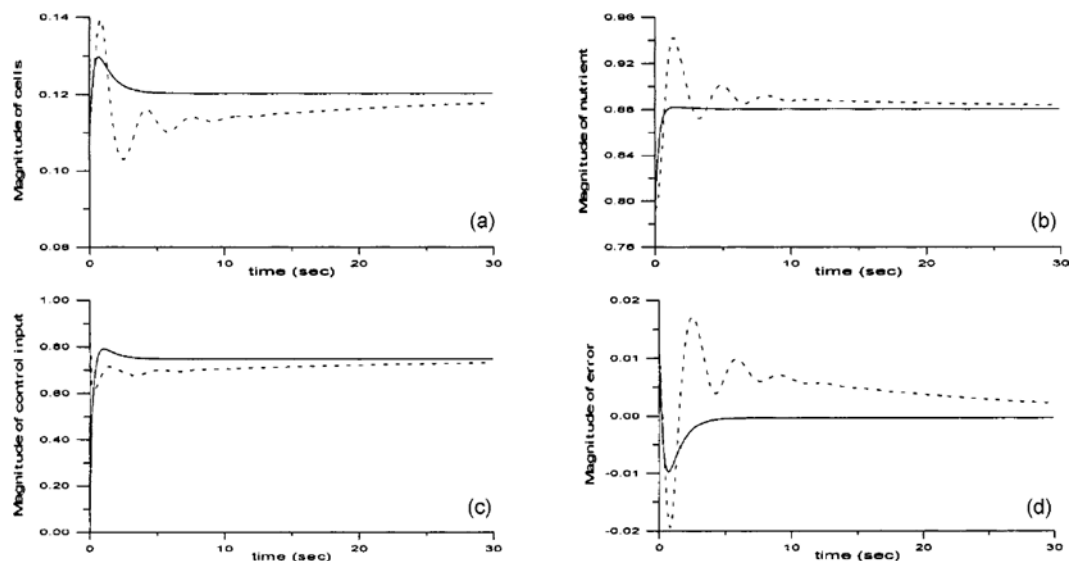 0.14
0.12
0.10
0.08
Magnitude of cells
0 10 20 30
time (sec)
(a)
0.96
0.92
0.88
0.84
0.80
0.76
Magnitude of nutrient
0 10 20 30
time (sec)
(b)
1.00
0.80
0.60
0.40
0.20
0.00
Magnitude of control input
0 10 20 30
time (sec)
(c)
0.02
0.01
0.00
-0.01
-0.02
Magnitude of error
0 10 20 30
time (sec)
(d)